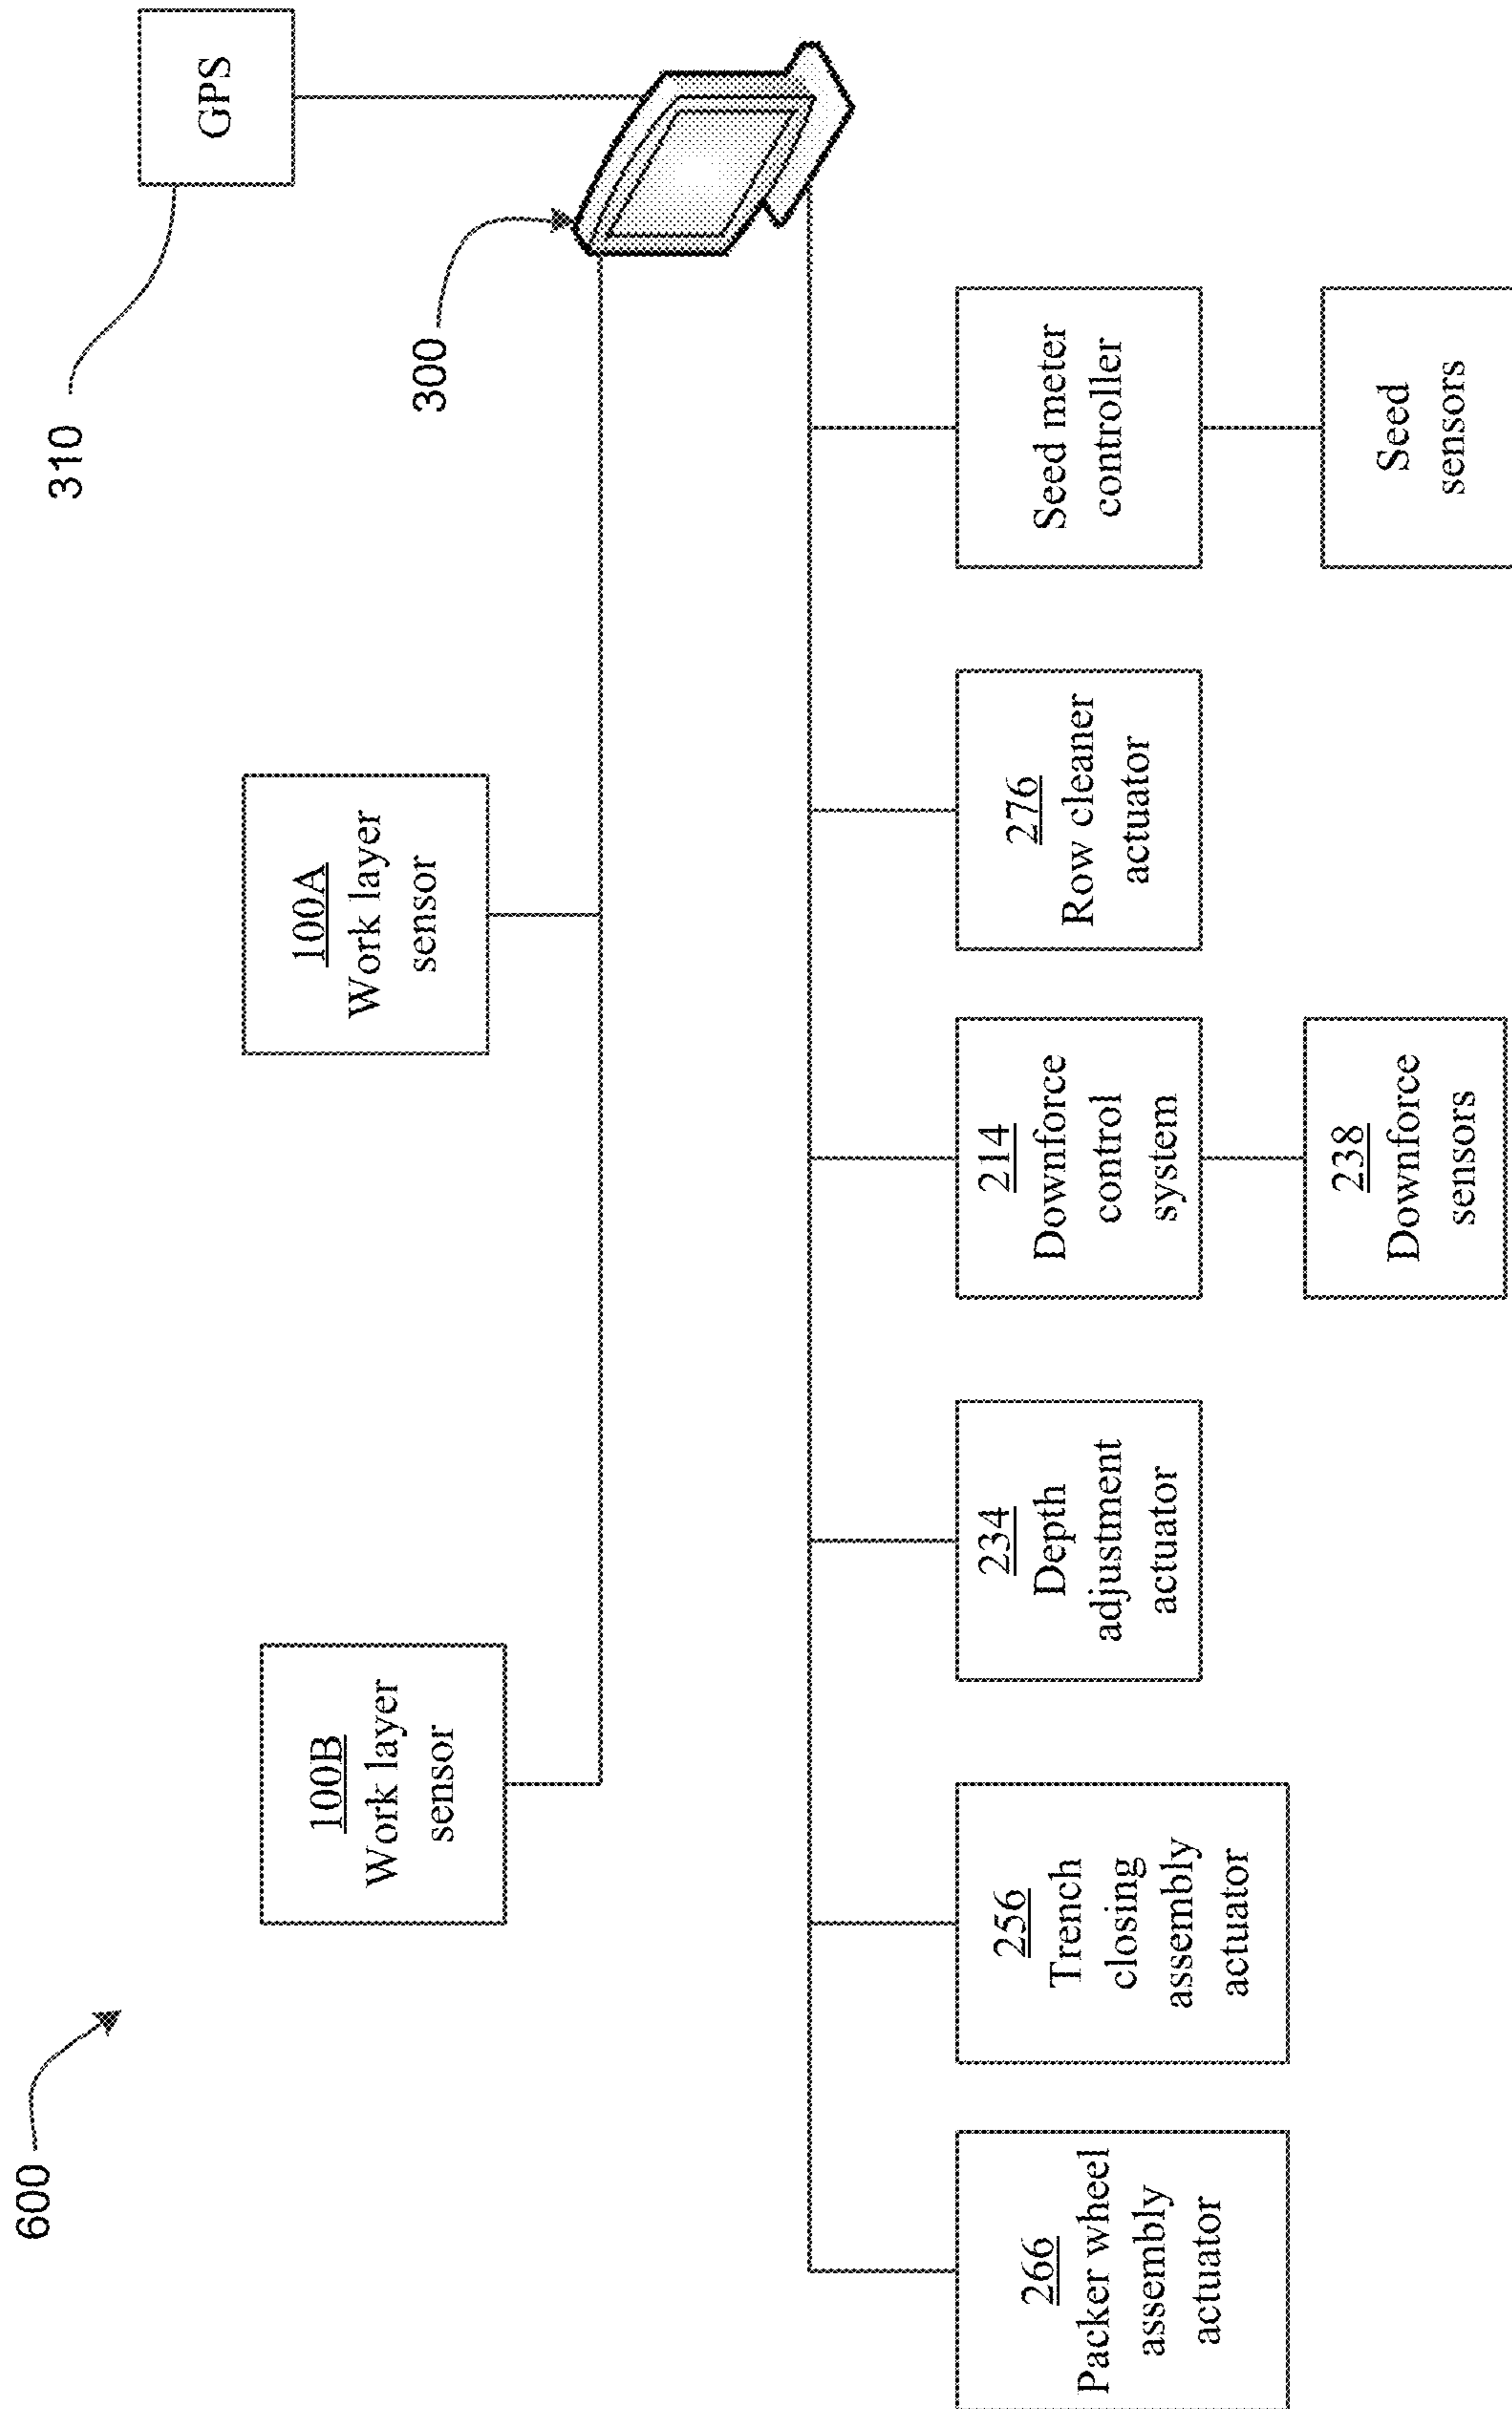 600
310
GPS
300
100B
Work layer
sensor
100A
Work layer
sensor
266
Packer wheel
assembly
actuator
256
Trench
closing
assembly
actuator
234
Depth
adjustment
actuator
214
Downforce
control
system
276
Row cleaner
actuator
Seed meter
controller
238
Downforce
sensors
Seed
sensors